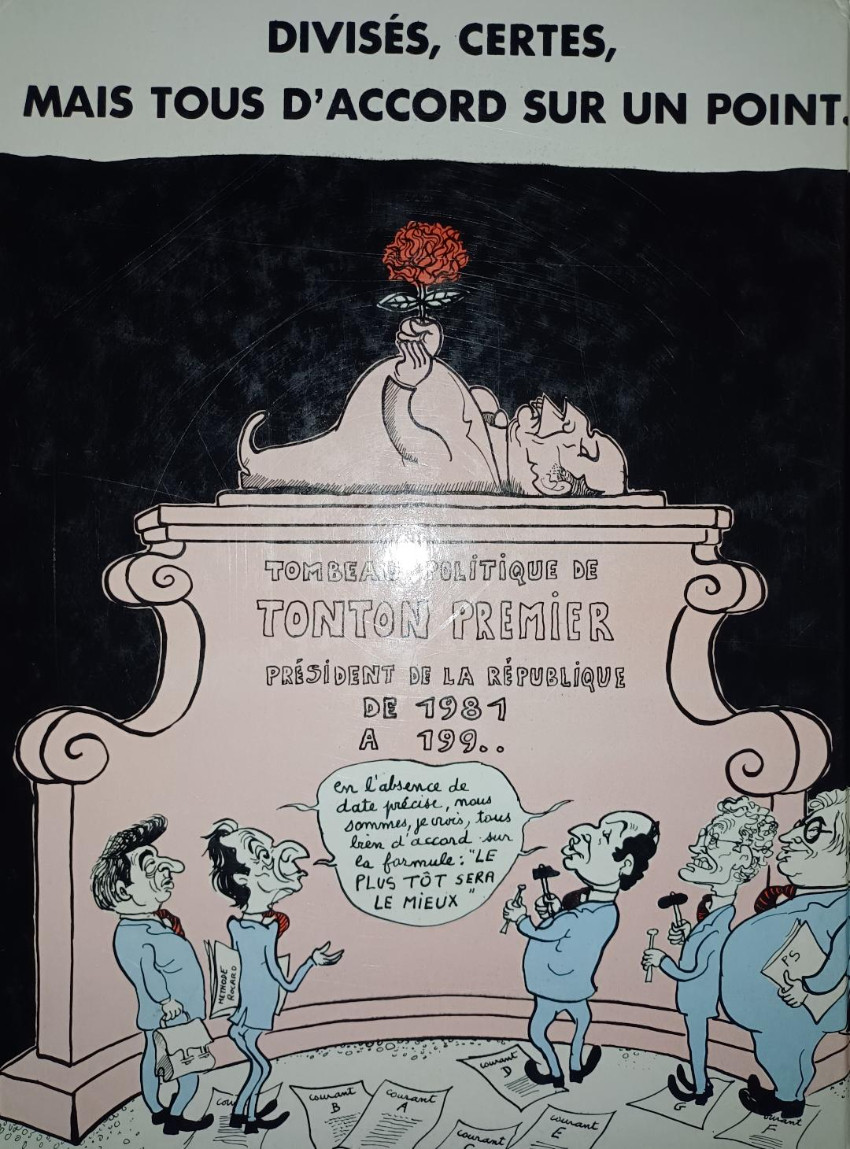 DIVISÉS, CERTES,
MAIS TOUS D'ACCORD SUR UN POINT.
TOMBEAU POLITIQUE DE
TONTON PREMIER
PRÉSIDENT DE LA RÉPUBLIQUE
DE 1981
A 199..
en l'absence de
date précise, nous
sommes, je crois, tous
bien d'accord sur
la formule : "LE
PLUS TÔT SERA
LE MIEUX"
METHODE
ROCARD
PS
courant
D
courant
B
courant
A
courant
E
courant
G
courant
F